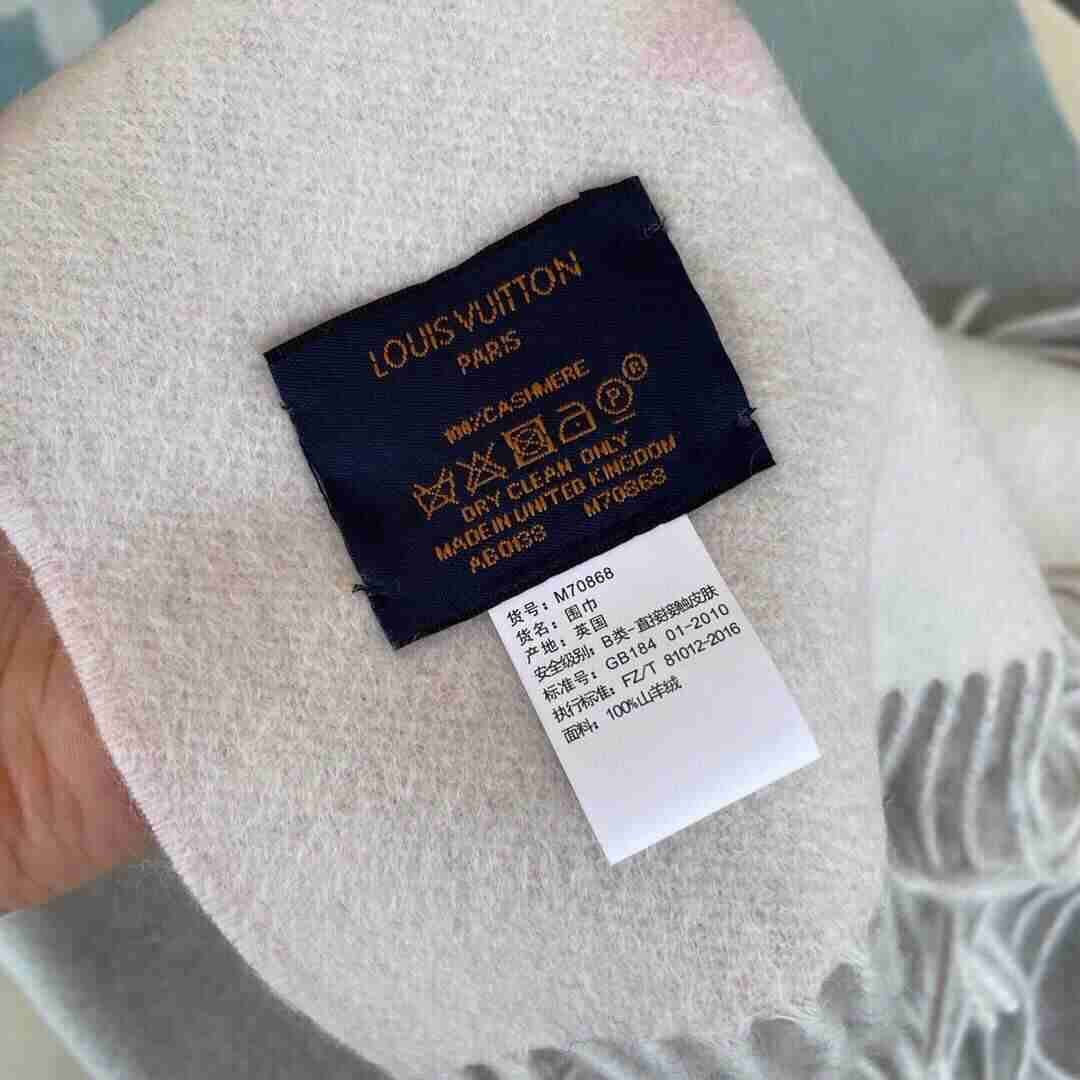 LOUIS VUITTON
PARIS
100% CASHMERE
P R
DRY CLEAN ONLY
MADE IN UNITED KINGDOM
AB0138 M70868
货号: M70868
货名: 围巾
产地: 英国
安全级别: B类-直接接触皮肤
标准号: GB184 01-2010
执行标准: FZ/T 81012-2016
面料: 100%山羊绒